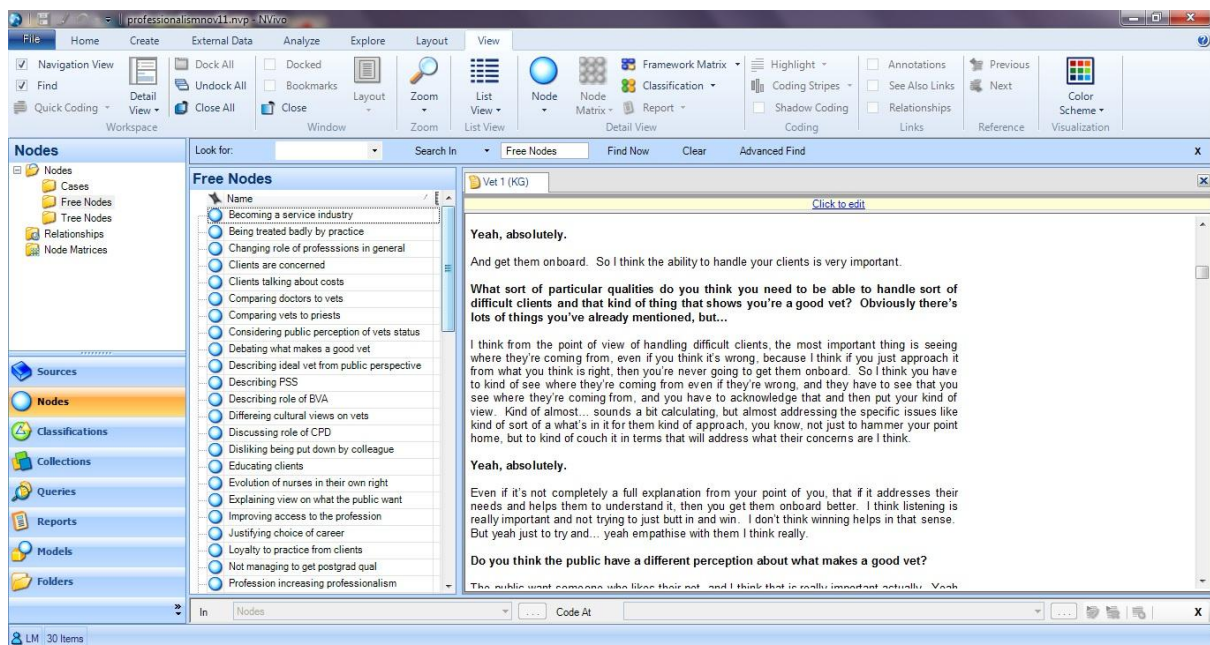 professionalismnov11.nvp - NVivo
File Home Create External Data Analyze Explore Layout View
Navigation View
Find
Quick Coding
Detail View
Workspace
Dock All
Undock All
Close All
Docked
Bookmarks
Close
Layout
Window
Zoom
Zoom
List View
List View
Node
Node Matrix
Framework Matrix
Classification
Report
Detail View
Highlight
Coding Stripes
Shadow Coding
Coding
Annotations
See Also Links
Relationships
Links
Previous
Next
Reference
Color Scheme
Visualization
Nodes
Look for: Search In Free Nodes Find Now Clear Advanced Find X
Nodes
Cases
Free Nodes
Tree Nodes
Relationships
Node Matrices
Sources
Nodes
Classifications
Collections
Queries
Reports
Models
Folders
Free Nodes
Name
Becoming a service industry
Being treated badly by practice
Changing role of professsions in general
Clients are concerned
Clients talking about costs
Comparing doctors to vets
Comparing vets to priests
Considering public perception of vets status
Debating what makes a good vet
Describing ideal vet from public perspective
Describing PSS
Describing role of BVA
Differeing cultural views on vets
Discussing role of CPD
Disliking being put down by colleague
Educating clients
Evolution of nurses in their own right
Explaining view on what the public want
Improving access to the profession
Justifying choice of career
Loyalty to practice from clients
Not managing to get postgrad qual
Profession increasing professionalism
Vet 1 (KG)
Click to edit
Yeah, absolutely.
And get them onboard. So I think the ability to handle your clients is very important.
What sort of particular qualities do you think you need to be able to handle sort of
difficult clients and that kind of thing that shows you're a good vet? Obviously there's
lots of things you've already mentioned, but...
I think from the point of view of handling difficult clients, the most important thing is seeing
where they're coming from, even if you think it's wrong, because I think if you just approach it
from what you think is right, then you're never going to get them onboard. So I think you have
to kind of see where they're coming from even if they're wrong, and they have to see that you
see where they're coming from, and you have to acknowledge that and then put your kind of
view. Kind of almost... sounds a bit calculating, but almost addressing the specific issues like
kind of sort of a what's in it for them kind of approach, you know, not just to hammer your point
home, but to kind of couch it in terms that will address what their concerns are I think.
Yeah, absolutely.
Even if it's not completely a full explanation from your point of you, that if it addresses their
needs and helps them to understand it, then you get them onboard better. I think listening is
really important and not trying to just butt in and win. I don't think winning helps in that sense.
But yeah just to try and... yeah empathise with them I think really.
Do you think the public have a different perception about what makes a good vet?
The public want someone who likes their pet, and I think that is really important actually. Yeah
In Nodes ... Code At ... X
LM 30 Items